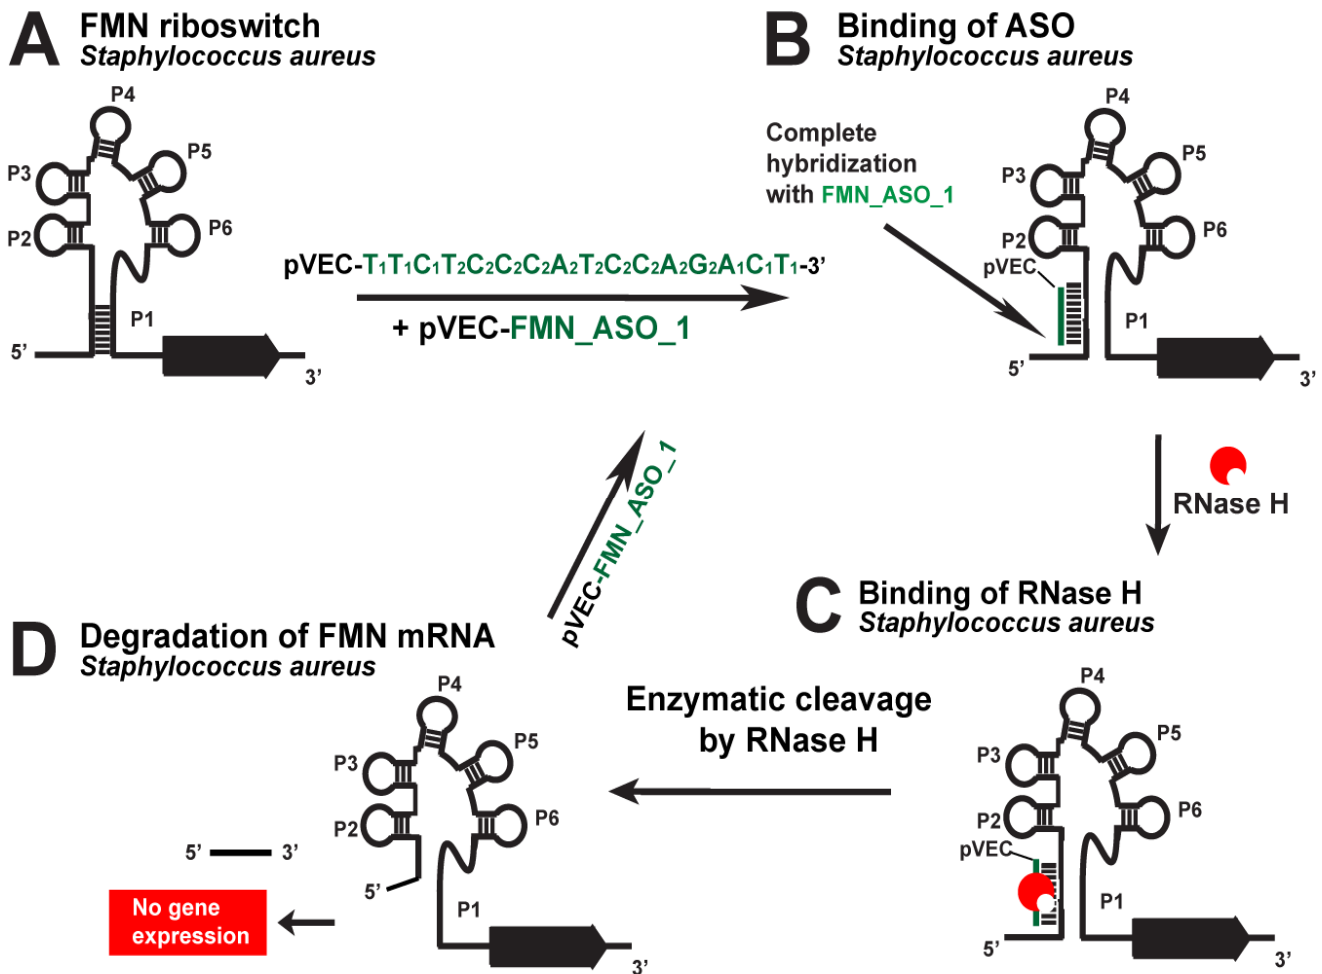 A FMN riboswitch
Staphylococcus aureus
P4
P3
P5
P2
P6
P1
5’
3’
pVEC-T₁T₁C₁T₂C₂C₂C₂A₂T₂C₂C₂A₂G₂A₁C₁T₁-3’
+ pVEC-FMN_ASO_1
B Binding of ASO
Staphylococcus aureus
Complete
hybridization
with FMN_ASO_1
P4
P5
P3
P2
P6
pVEC
P1
5’
3’
RNase H
C Binding of RNase H
Staphylococcus aureus
P4
P5
P3
P2
P6
pVEC
P1
5’
3’
Enzymatic cleavage
by RNase H
D Degradation of FMN mRNA
Staphylococcus aureus
P4
P5
P3
P2
P6
5’
P1
3’
5’ 3’
No gene
expression
pVEC-FMN_ASO_1